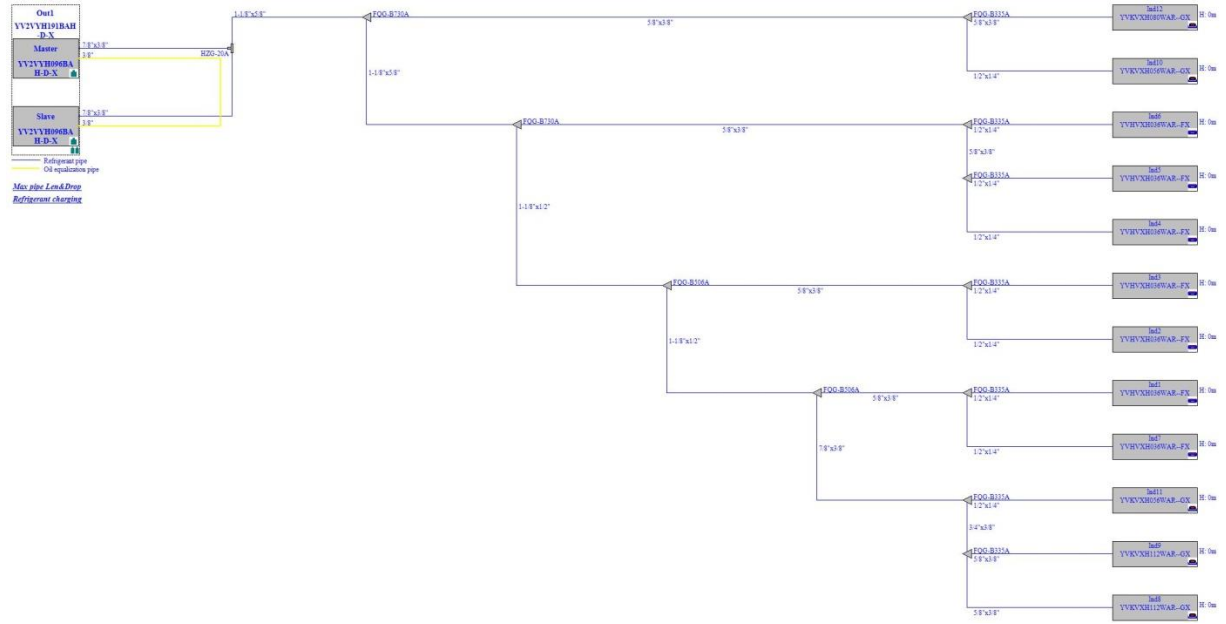 Out1
YV2VYH191BAH
-D-X
Master
YV2VYH096BA
H-D-X
7/8"x3/8"
3/8"
HZG-20A
Slave
YV2VYH096BA
H-D-X
7/8"x3/8"
3/8"
Refrigerant pipe
Oil equalization pipe
Max pipe Len&Drop
Refrigerant charging
1-1/8"x5/8"
FQG-B730A
5/8"x3/8"
FQG-B335A
5/8"x3/8"
Ind12
YVKVXH080WAR--GX
H: 0m
1-1/8"x5/8"
1/2"x1/4"
Ind10
YVKVXH056WAR--GX
H: 0m
FQG-B730A
5/8"x3/8"
FQG-B335A
1/2"x1/4"
Ind6
YVHVXH036WAR--FX
H: 0m
5/8"x3/8"
FQG-B335A
1/2"x1/4"
Ind5
YVHVXH036WAR--FX
H: 0m
1-1/8"x1/2"
1/2"x1/4"
Ind4
YVHVXH036WAR--FX
H: 0m
FQG-B506A
5/8"x3/8"
FQG-B335A
1/2"x1/4"
Ind3
YVHVXH036WAR--FX
H: 0m
1-1/8"x1/2"
1/2"x1/4"
Ind2
YVHVXH036WAR--FX
H: 0m
FQG-B506A
5/8"x3/8"
FQG-B335A
1/2"x1/4"
Ind1
YVHVXH036WAR--FX
H: 0m
7/8"x3/8"
1/2"x1/4"
Ind7
YVHVXH036WAR--FX
H: 0m
FQG-B335A
1/2"x1/4"
Ind11
YVKVXH056WAR--GX
H: 0m
3/4"x3/8"
FQG-B335A
5/8"x3/8"
Ind9
YVKVXH112WAR--GX
H: 0m
5/8"x3/8"
Ind8
YVKVXH112WAR--GX
H: 0m